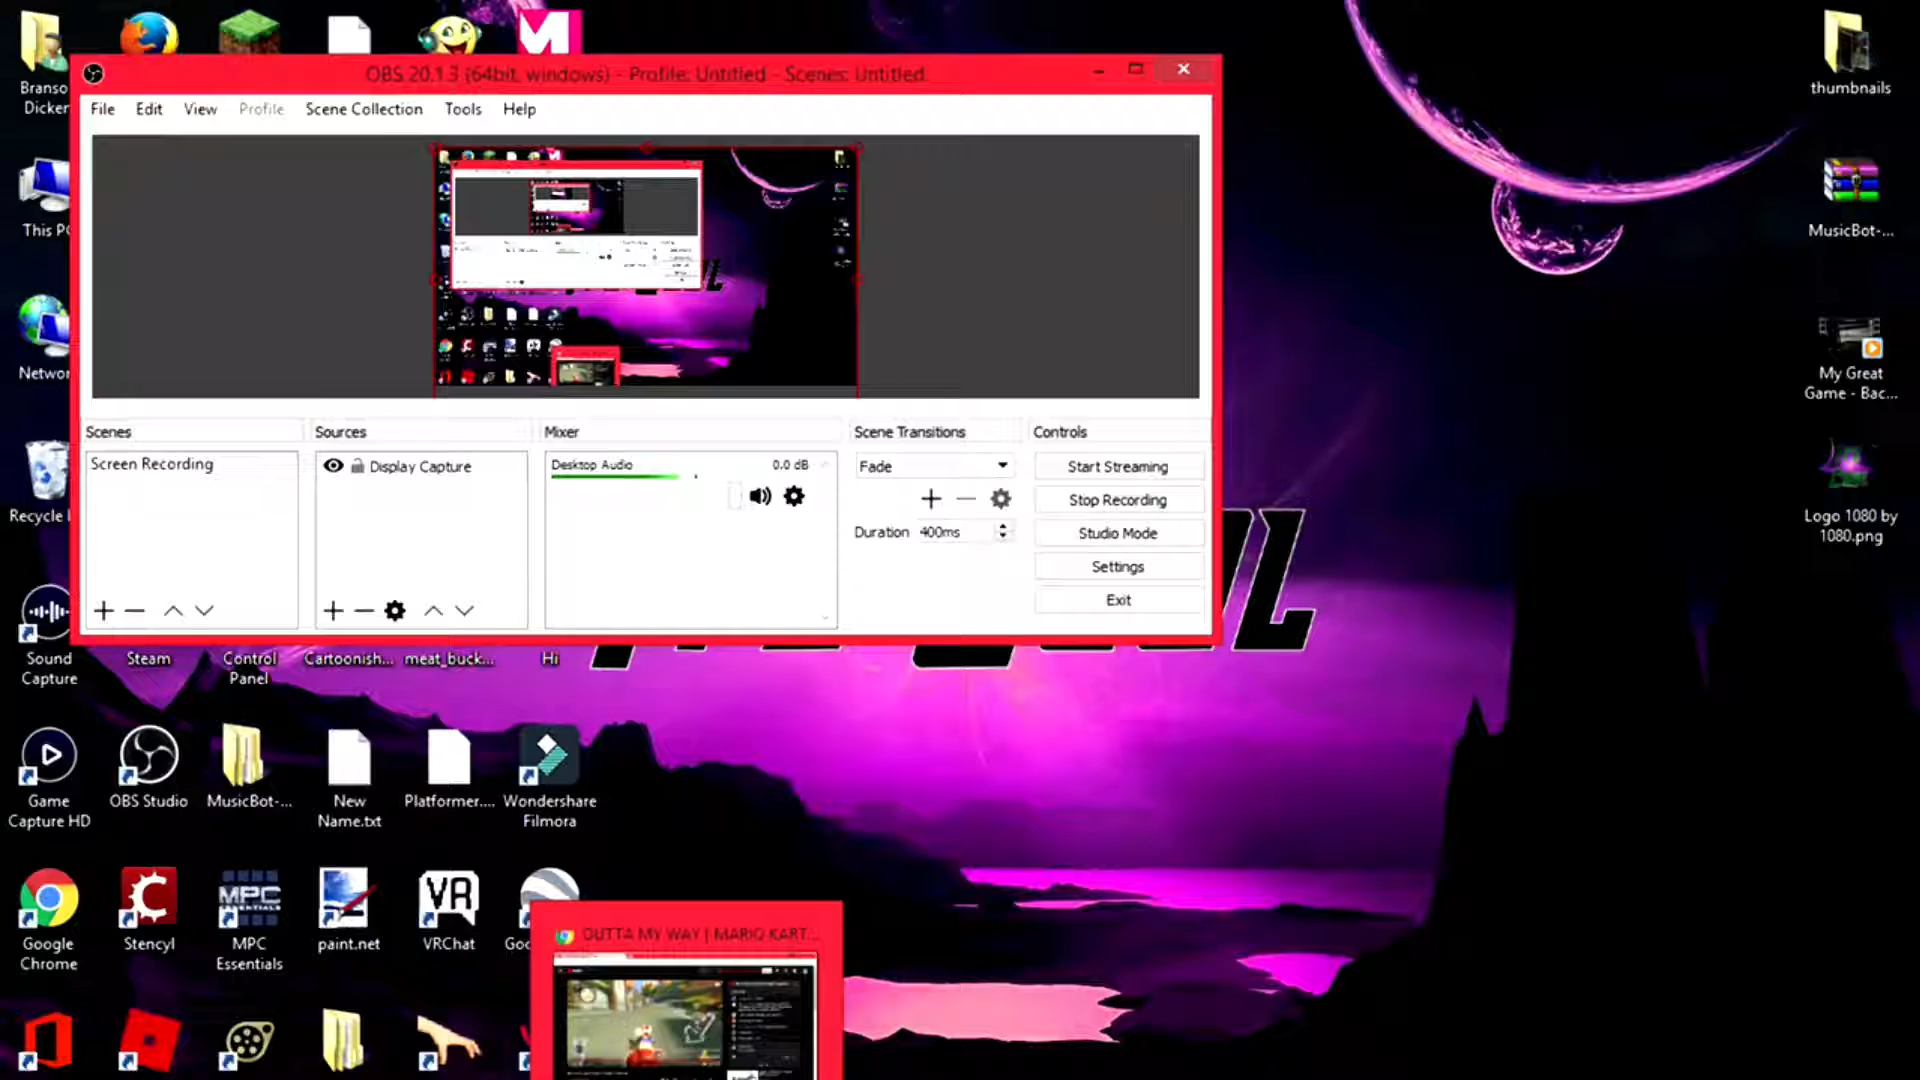 Branso
Dicker
thumbnails
OBS 20.1.3 (64bit, windows) - Profile: Untitled - Scenes: Untitled
File Edit View Profile Scene Collection Tools Help
This PC
MusicBot-...
Networ
My Great
Game - Bac...
Scenes
Sources
Mixer
Scene Transitions
Controls
Screen Recording
Display Capture
Desktop Audio
0.0 dB
Fade
Start Streaming
Stop Recording
Duration 400ms
Studio Mode
Settings
Exit
Recycle
Logo 1080 by
1080.png
Sound
Capture
Steam
Control
Panel
Cartoonish...
meat_buck...
Hi
Game
Capture HD
OBS Studio
MusicBot-...
New
Name.txt
Platformer....
Wondershare
Filmora
MPC
ESSENTIALS
VR
Google
Chrome
Stencyl
MPC
Essentials
paint.net
VRChat
Goo
OUTTA MY WAY | MARIO KART...